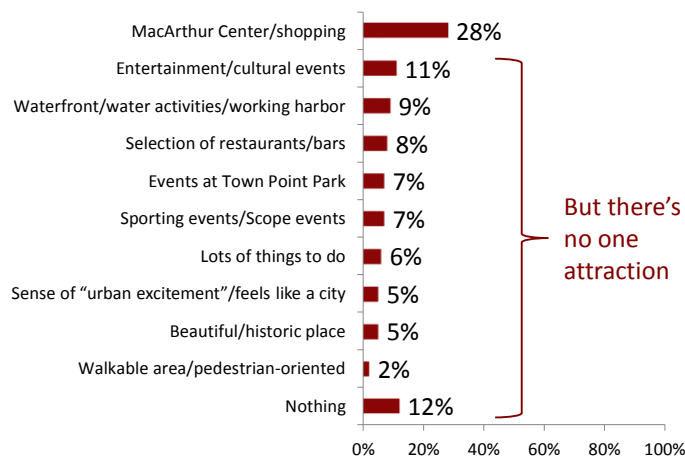 MacArthur Center/shopping 28%
Entertainment/cultural events 11%
Waterfront/water activities/working harbor 9%
Selection of restaurants/bars 8%
Events at Town Point Park 7%
Sporting events/Scope events 7%
Lots of things to do 6%
Sense of “urban excitement”/feels like a city 5%
Beautiful/historic place 5%
Walkable area/pedestrian-oriented 2%
Nothing 12%
But there's
no one
attraction
0% 20% 40% 60% 80% 100%